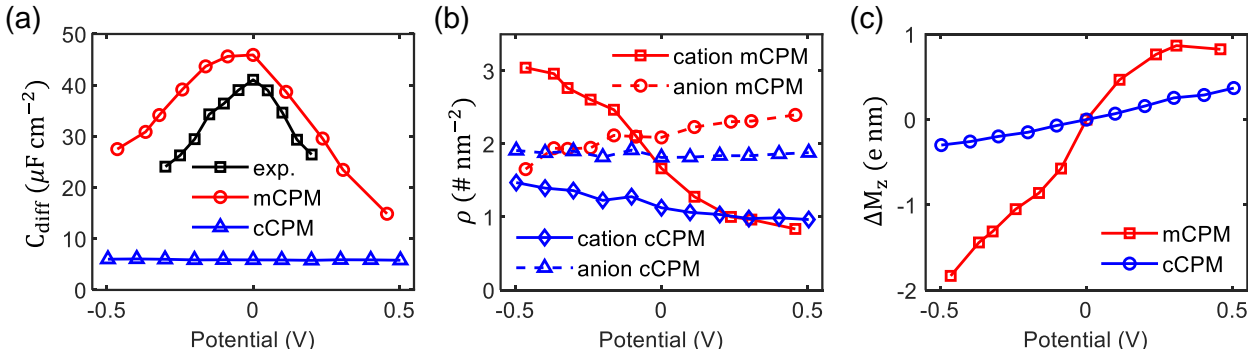 (a)
C_diff (μF cm⁻²)
50
40
30
20
10
0
exp.
mCPM
cCPM
-0.5
0
0.5
Potential (V)
(b)
ρ (# nm⁻²)
3
2
1
0
cation mCPM
anion mCPM
cation cCPM
anion cCPM
-0.5
0
0.5
Potential (V)
(c)
ΔM_z (e nm)
1
0
-1
-2
mCPM
cCPM
-0.5
0
0.5
Potential (V)